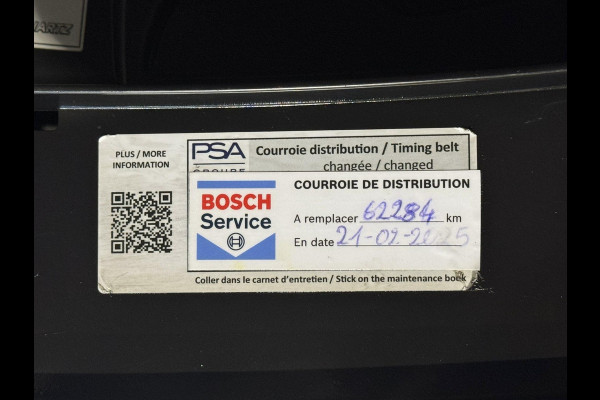 ARTZ
PLUS / MORE
INFORMATION
PSA
GROUPE
Courroie distribution / Timing belt
changée / changed
BOSCH
Service
COURROIE DE DISTRIBUTION
A remplacer 62284 km
En date 21-02-2025
Coller dans le carnet d'entretien / Stick on the maintenance book